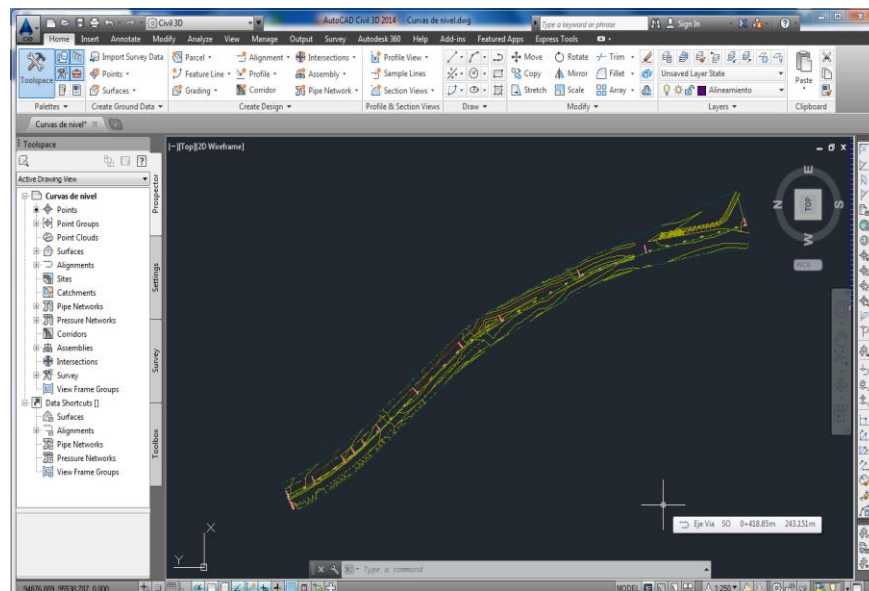 Civil 3D AutoCAD Civil 3D 2014 Curvas de nivel.dwg Type a keyword or phrase Sign In
Home Insert Annotate Modify Analyze View Manage Output Survey Autodesk 360 Help Add-ins Featured Apps Express Tools
Toolspace
Import Survey Data
Points
Surfaces
Parcel
Feature Line
Grading
Alignment
Profile
Corridor
Intersections
Assembly
Pipe Network
Profile View
Sample Lines
Section Views
Move Rotate Trim
Copy Mirror Fillet
Stretch Scale Array
Unsaved Layer State
Alineamiento
Paste
Palettes Create Ground Data Create Design Profile & Section Views Draw Modify Layers Clipboard
Curvas de nivel*
Toolspace
Active Drawing View
Curvas de nivel
Points
Point Groups
Point Clouds
Surfaces
Alignments
Sites
Catchments
Pipe Networks
Pressure Networks
Corridors
Assemblies
Intersections
Survey
View Frame Groups
Data Shortcuts []
Surfaces
Alignments
Pipe Networks
Pressure Networks
View Frame Groups
Prospector
Settings
Survey
Toolbox
[−][Top][2D Wireframe]
E
N TOP S
W
WCS
X
Y
Eje Via SO 0+418.85m 243.151m
Type a command
MODEL 1:250